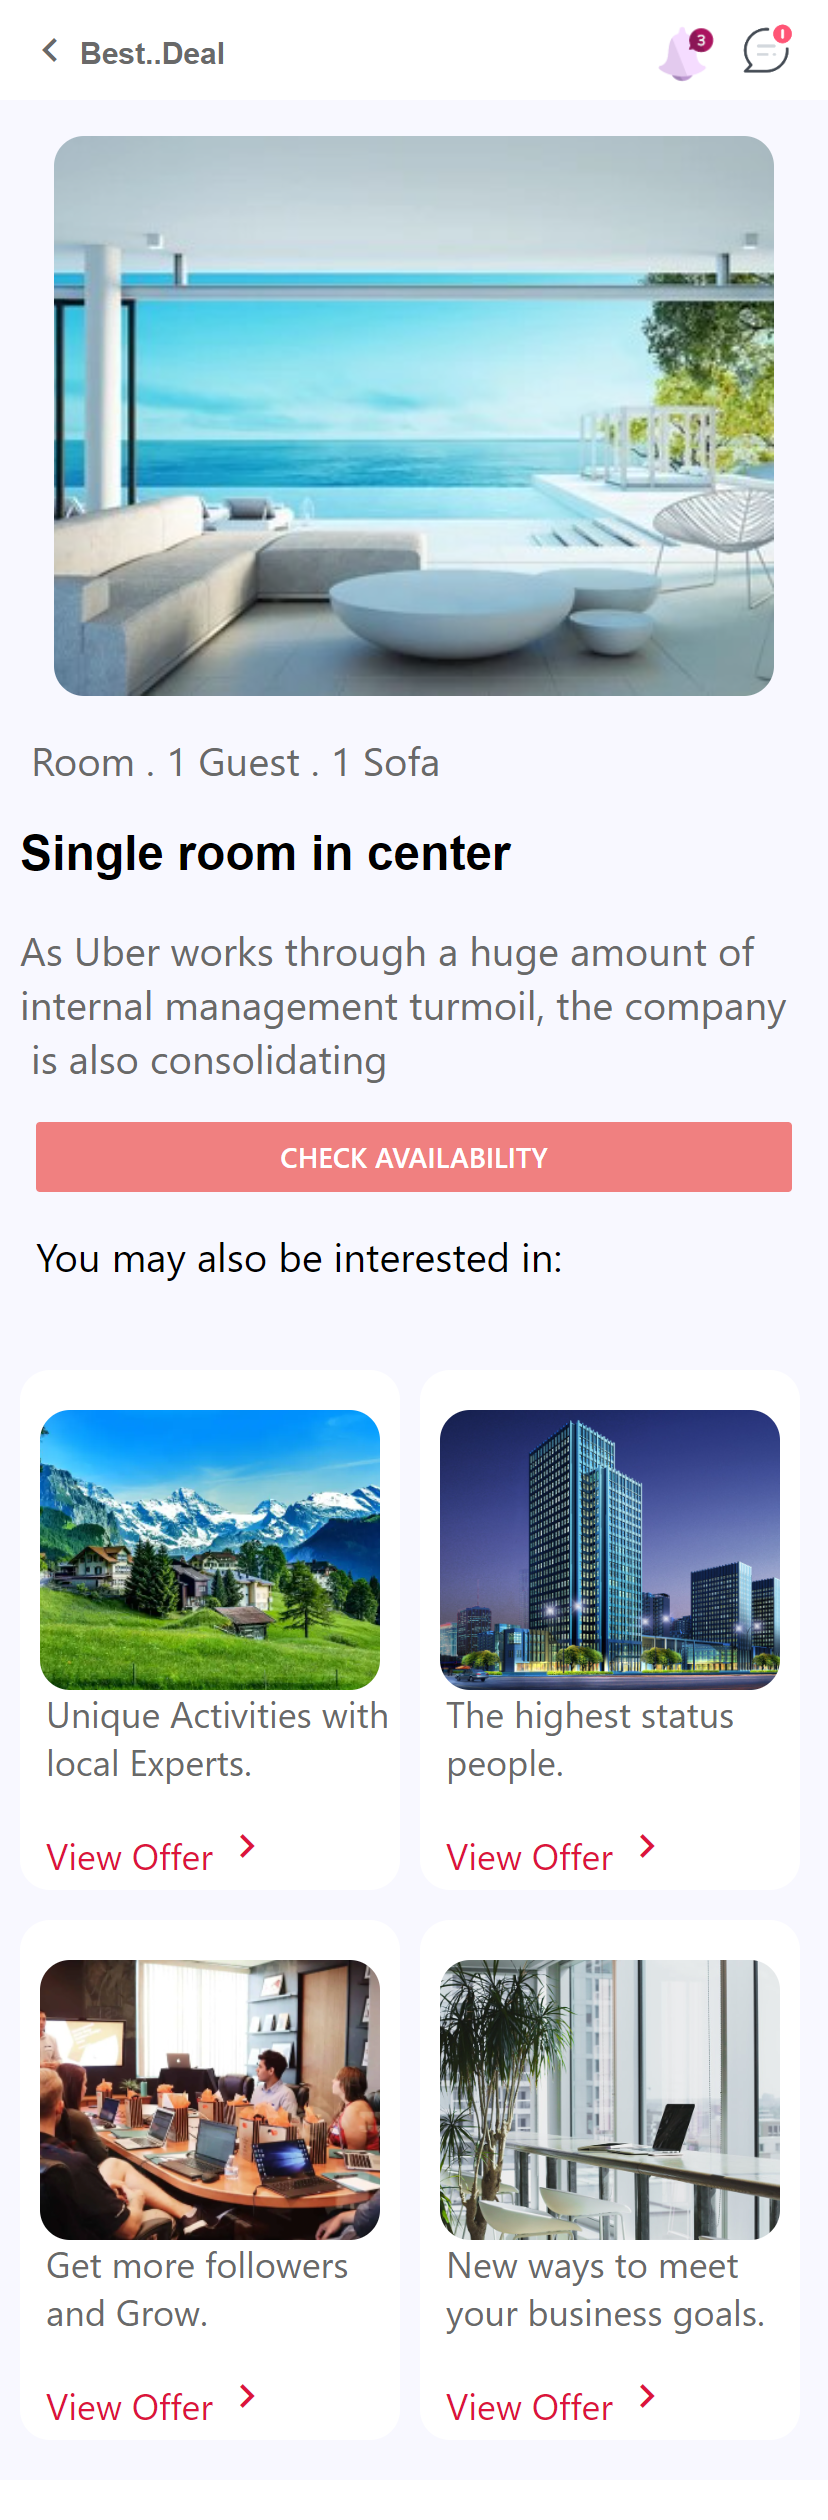 Best..Deal
3
Room . 1 Guest . 1 Sofa
Single room in center
As Uber works through a huge amount of
internal management turmoil, the company
is also consolidating
CHECK AVAILABILITY
You may also be interested in:
Unique Activities with
local Experts.
View Offer
The highest status
people.
View Offer
Get more followers
and Grow.
View Offer
New ways to meet
your business goals.
View Offer